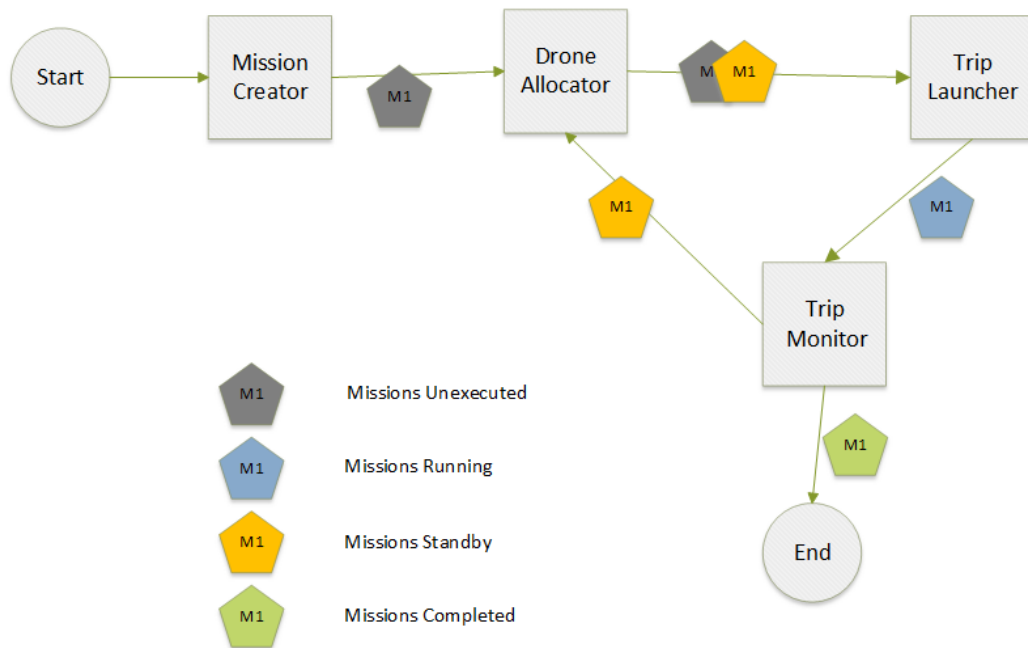 Start
Mission
Creator
M1
Drone
Allocator
M
M1
Trip
Launcher
M1
M1
Trip
Monitor
M1
End
M1 Missions Unexecuted
M1 Missions Running
M1 Missions Standby
M1 Missions Completed